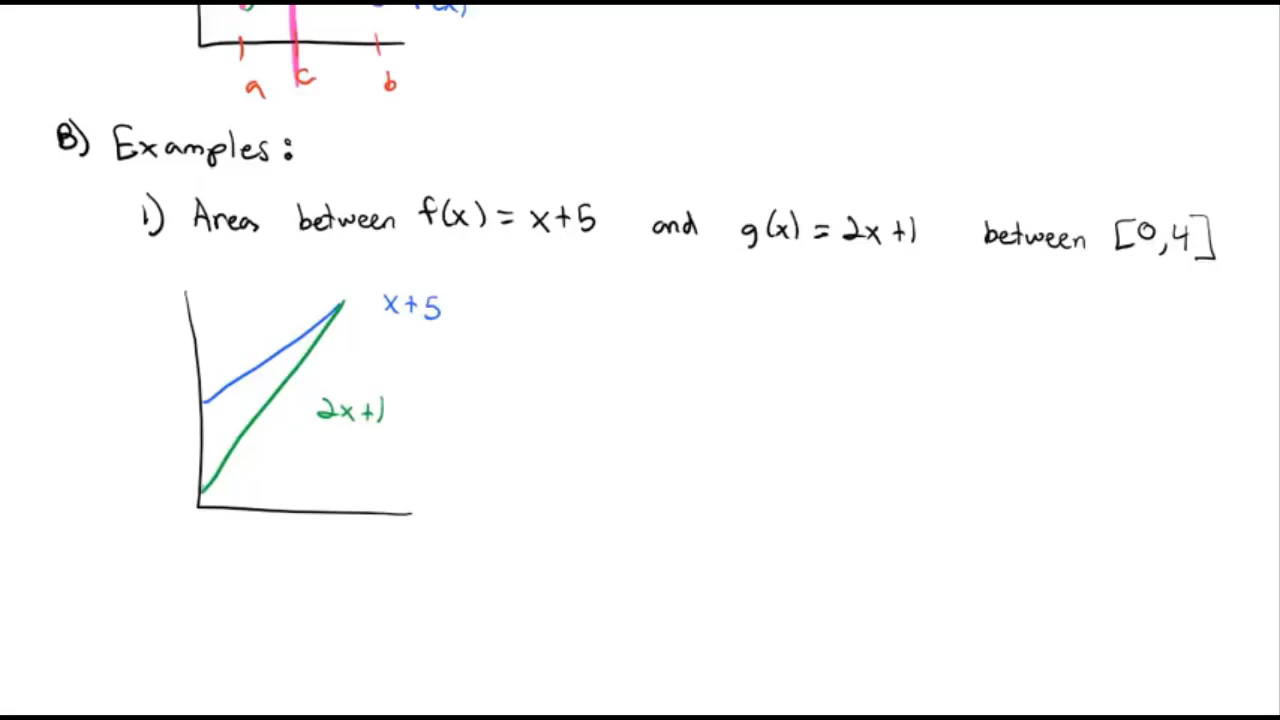 a c b
B) Examples:
1) Area between f(x) = x+5 and g(x) = 2x+1 between [0,4]
x+5
2x+1